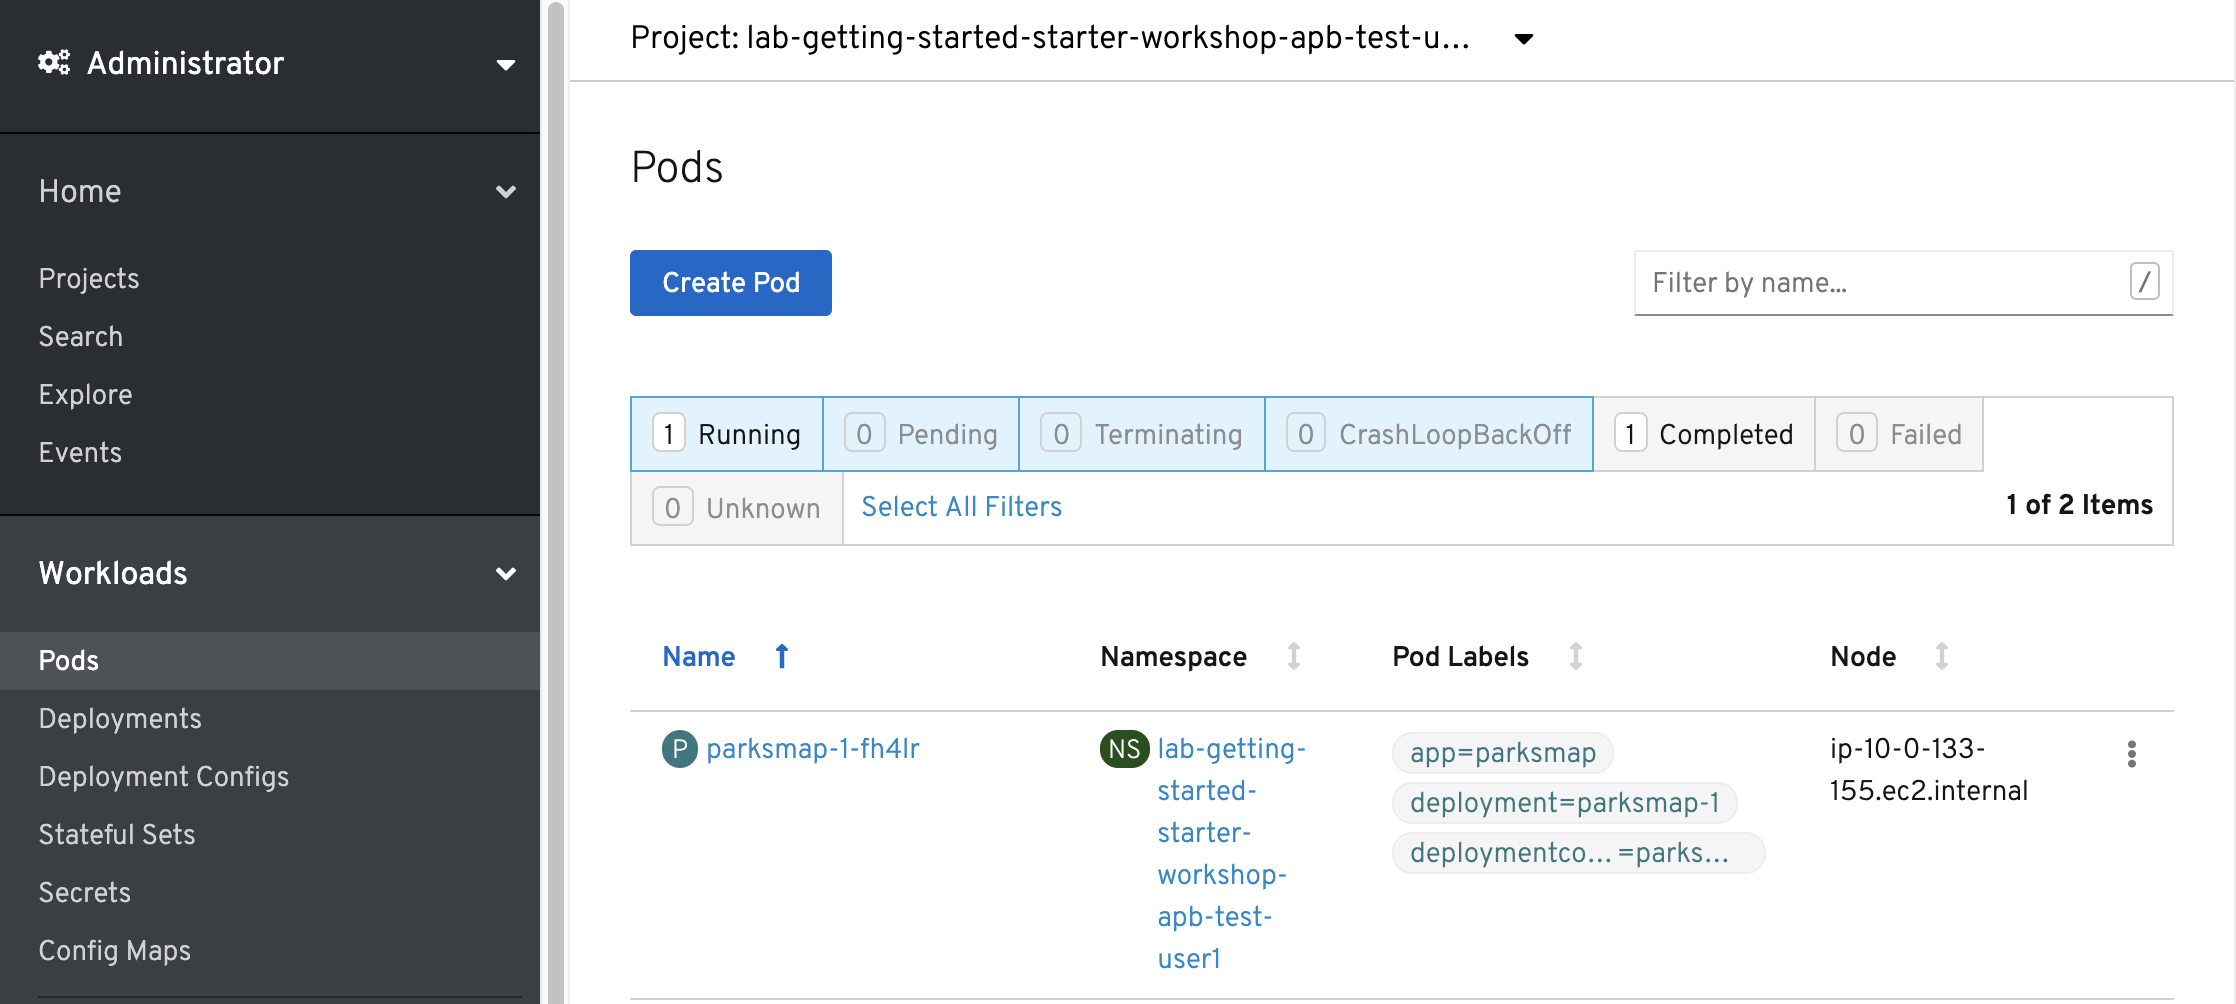 Administrator
Home
Projects
Search
Explore
Events
Workloads
Pods
Deployments
Deployment Configs
Stateful Sets
Secrets
Config Maps
Project: lab-getting-started-starter-workshop-apb-test-u...
Pods
Create Pod
Filter by name...
/
1 Running
0 Pending
0 Terminating
0 CrashLoopBackOff
1 Completed
0 Failed
0 Unknown
Select All Filters
1 of 2 Items
Name
Namespace
Pod Labels
Node
P parksmap-1-fh4lr
NS lab-getting-
started-
starter-
workshop-
apb-test-
user1
app=parksmap
deployment=parksmap-1
deploymentco... =parks...
ip-10-0-133-
155.ec2.internal